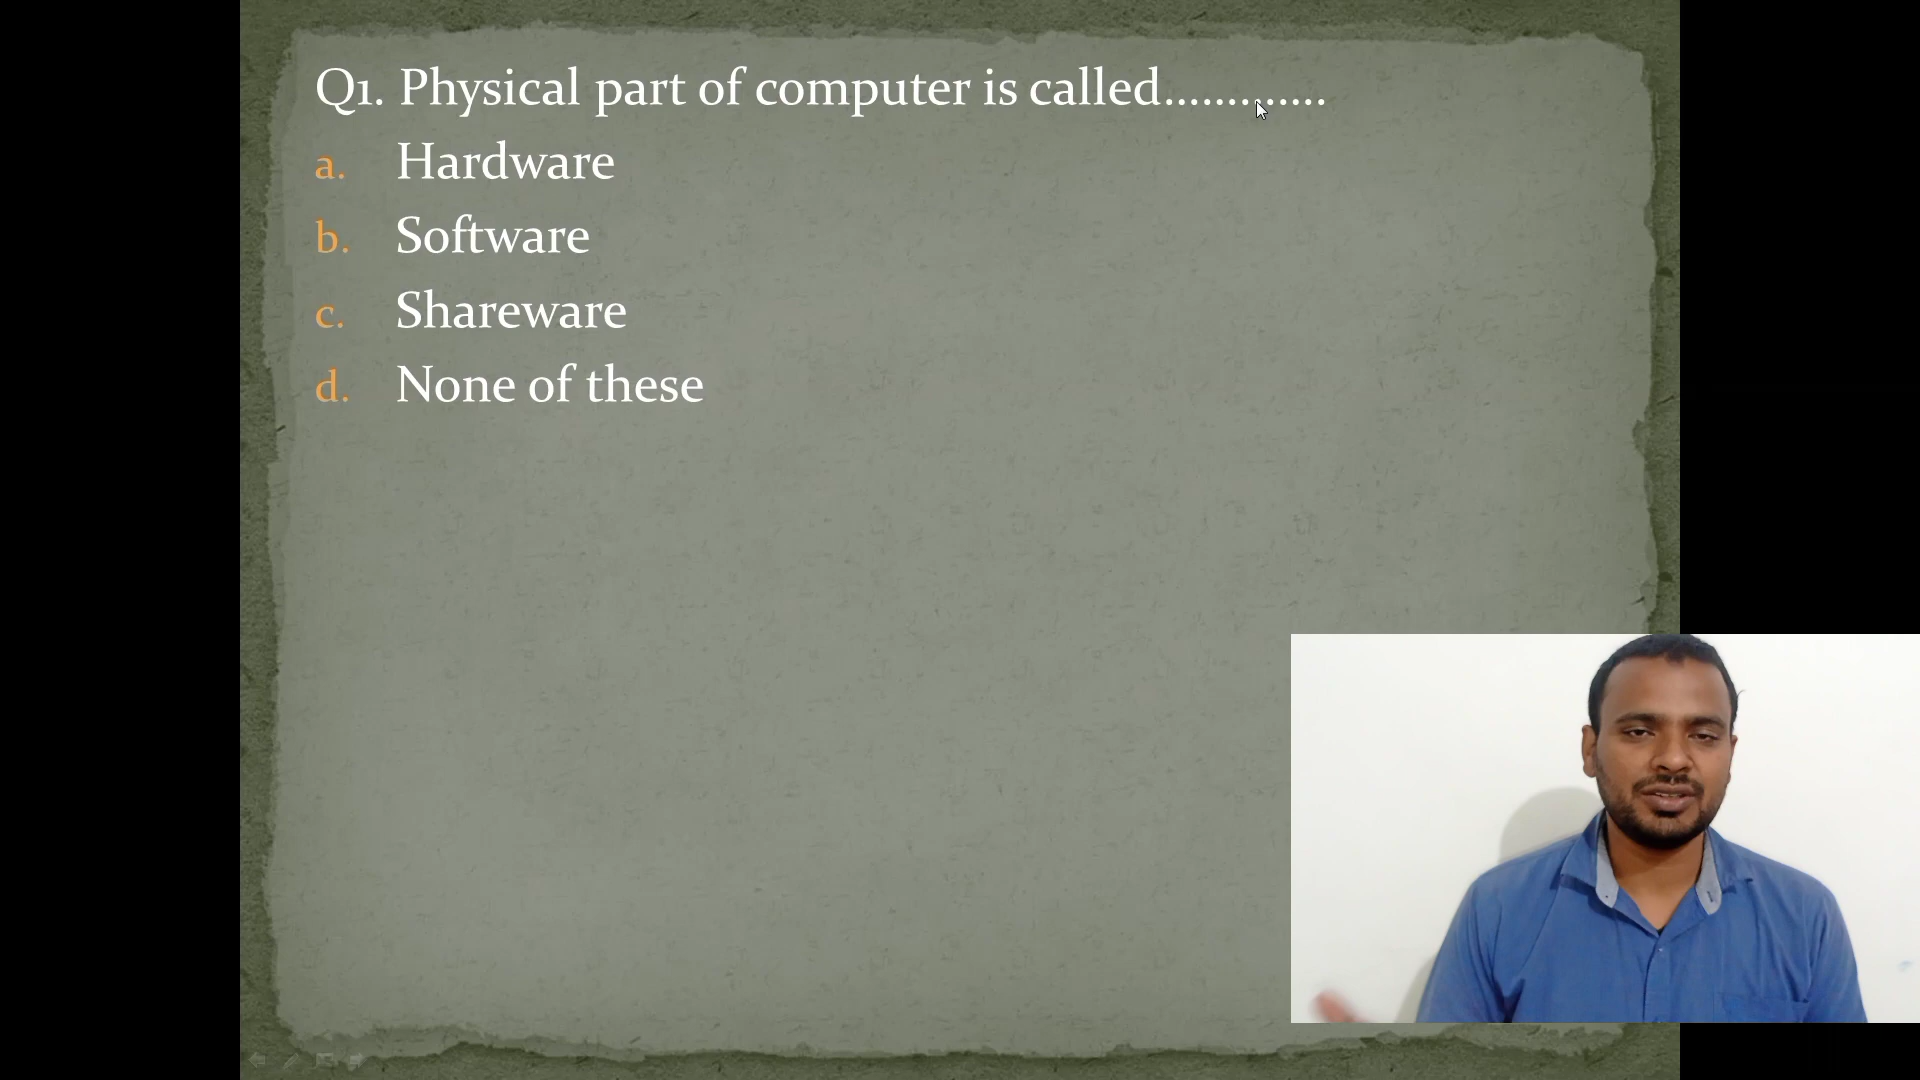 Q1. Physical part of computer is called.............
a. Hardware
b. Software
c. Shareware
d. None of these